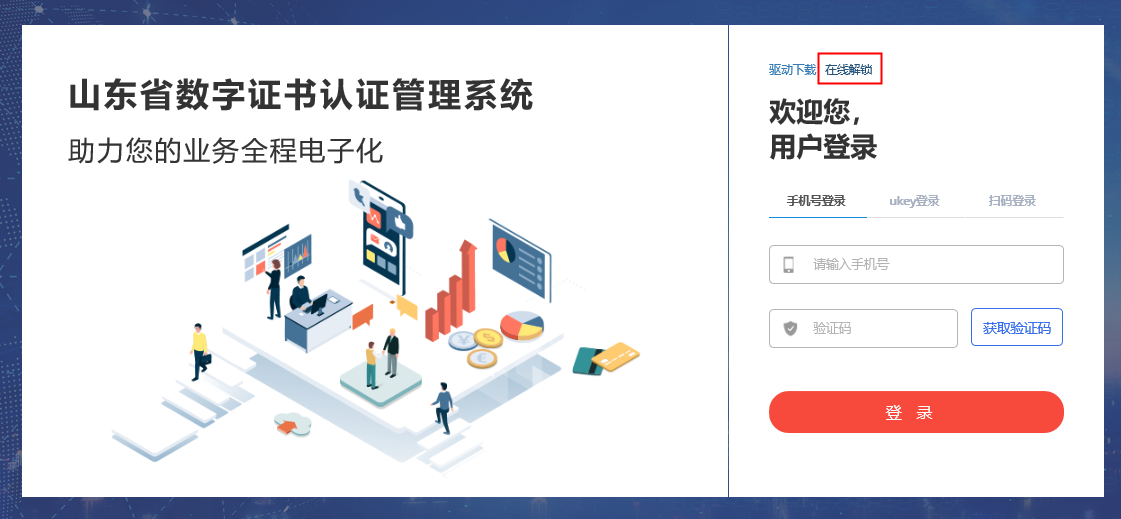 山东省数字证书认证管理系统
助力您的业务全程电子化
驱动下载 在线解锁
欢迎您，
用户登录
手机号登录 ukey登录 扫码登录
请输入手机号
验证码 获取验证码
登 录